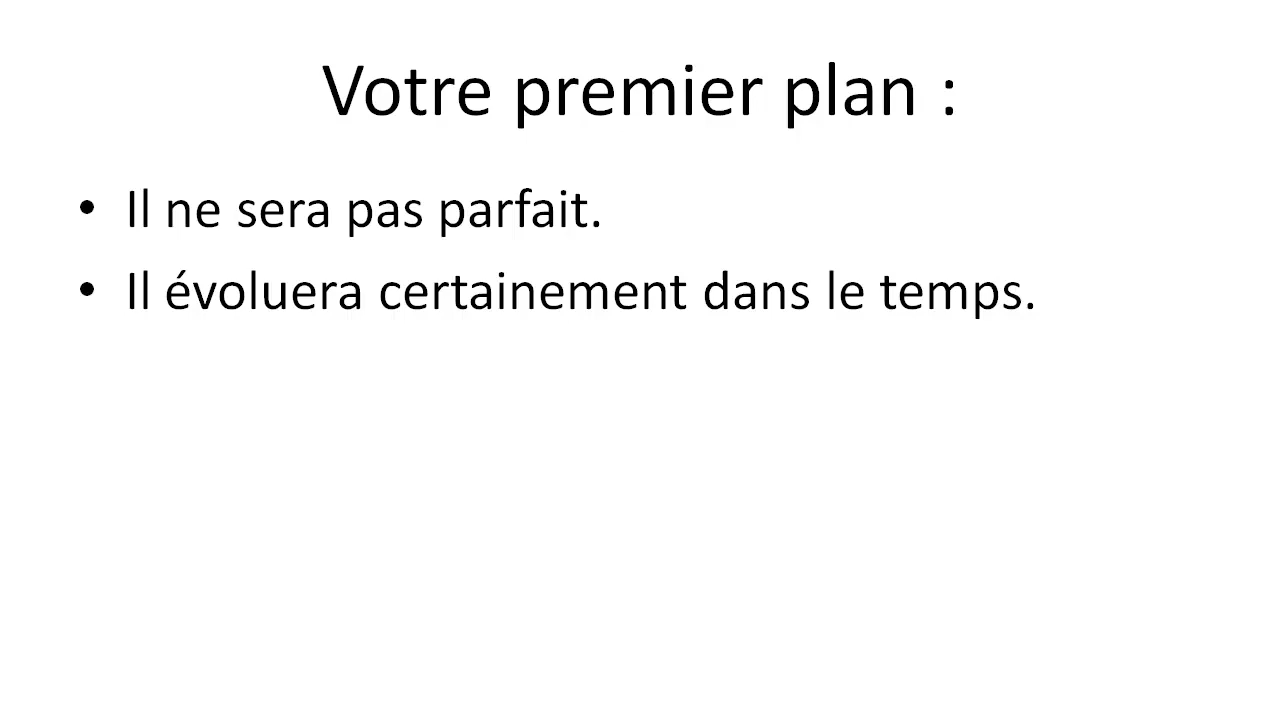 Votre premier plan :
• Il ne sera pas parfait.
• Il évoluera certainement dans le temps.